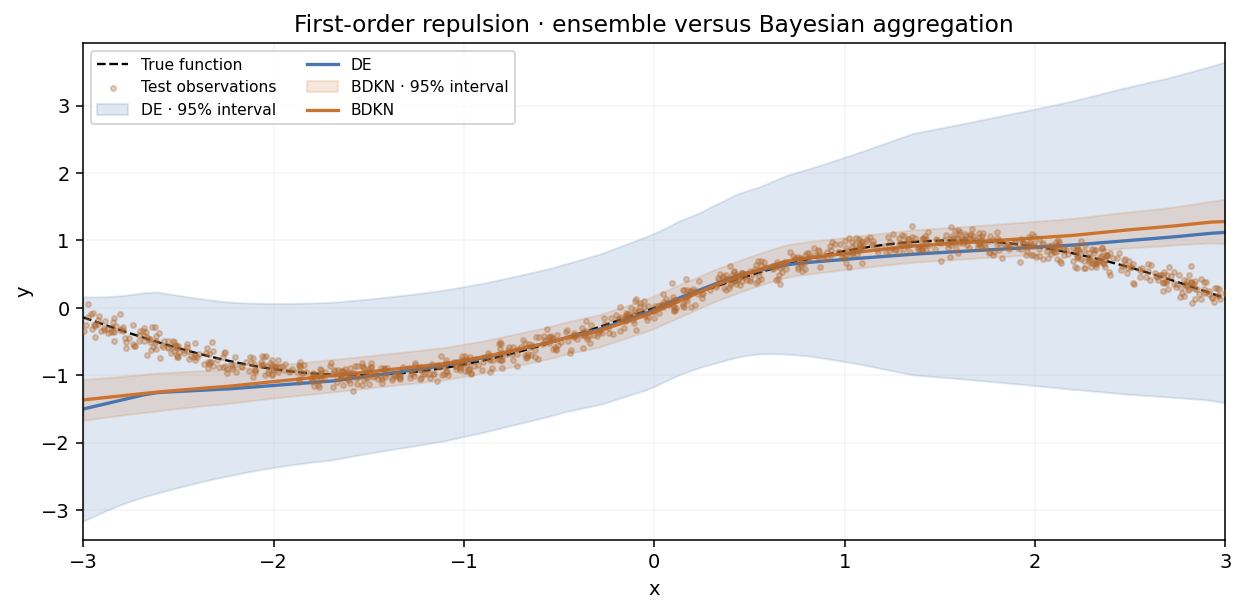 First-order repulsion · ensemble versus Bayesian aggregation
True function
Test observations
DE · 95% interval
DE
BDKN · 95% interval
BDKN
y
3
2
1
0
−1
−2
−3
−3 −2 −1 0 1 2 3
x